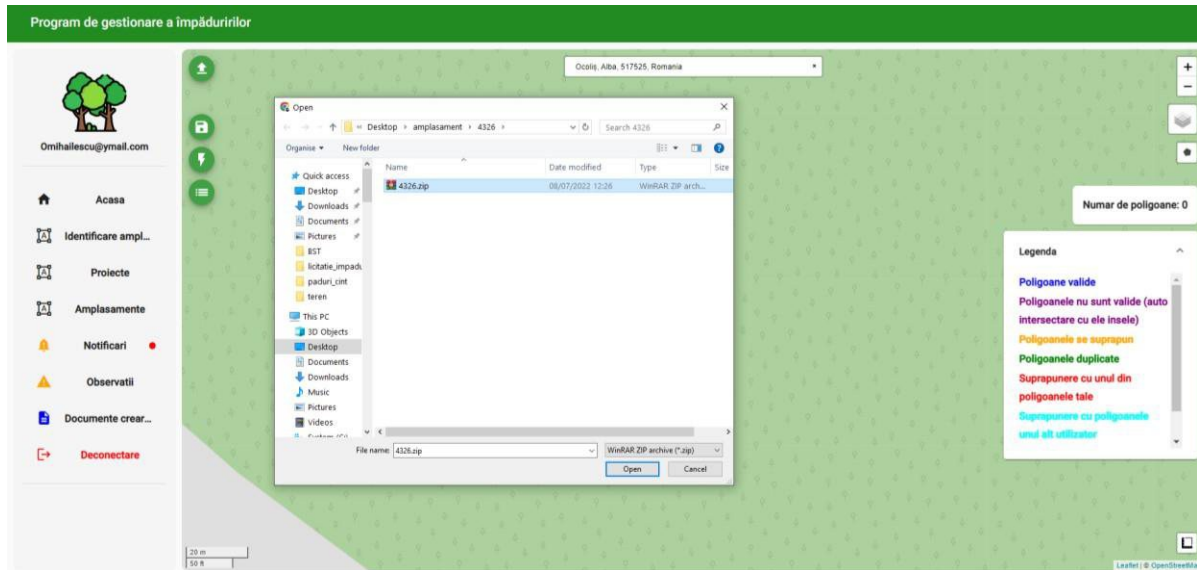 Program de gestionare a împăduririlor
Omihailescu@ymail.com
Acasa
Identificare ampl...
Proiecte
Amplasamente
Notificari
Observatii
Documente crear...
Deconectare
Ocoliș, Alba, 517525, Romania
Open
« Desktop › amplasament › 4326 ›
Search 4326
Organise
New folder
Name
Date modified
Type
Size
4326.zip
08/07/2022 12:26
WinRAR ZIP arch...
Quick access
Desktop
Downloads
Documents
Pictures
BST
licitatie_impadu
paduri_cint
teren
This PC
3D Objects
Desktop
Documents
Downloads
Music
Pictures
Videos
File name:
4326.zip
WinRAR ZIP archive (*.zip)
Open
Cancel
+
−
Numar de poligoane: 0
Legenda
Poligoane valide
Poligoanele nu sunt valide (auto
intersectare cu ele insele)
Poligoanele se suprapun
Poligoanele duplicate
Suprapunere cu unul din
poligoanele tale
Suprapunere cu poligoanele
unui alt utilizator
20 m
50 ft
Leaflet | © OpenStreetMa